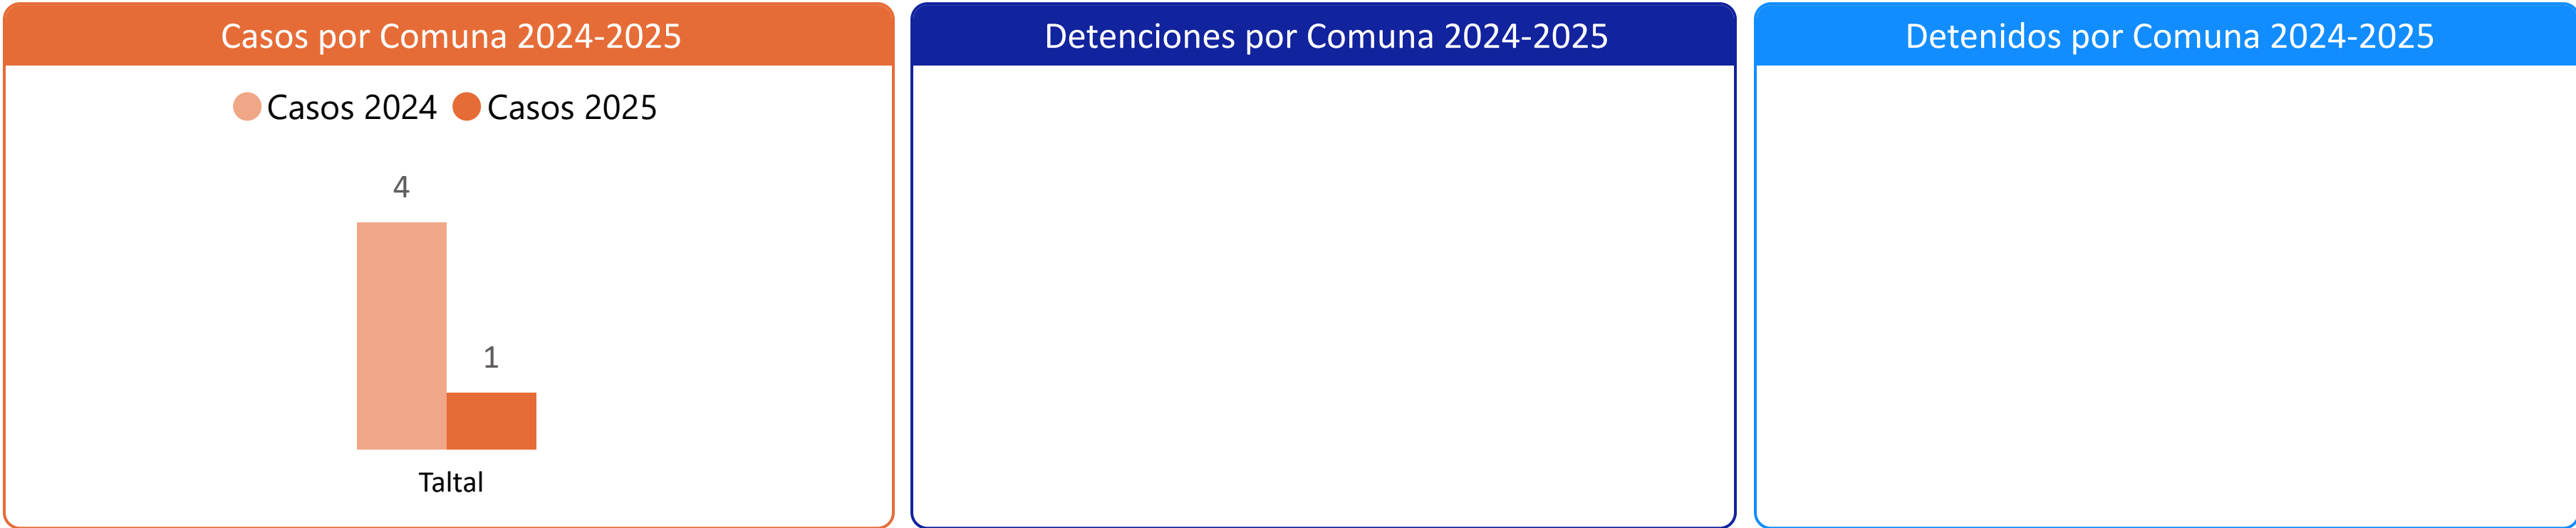 Casos por Comuna 2024-2025
Casos 2024 Casos 2025
4
1
Taltal
Detenciones por Comuna 2024-2025
Detenidos por Comuna 2024-2025